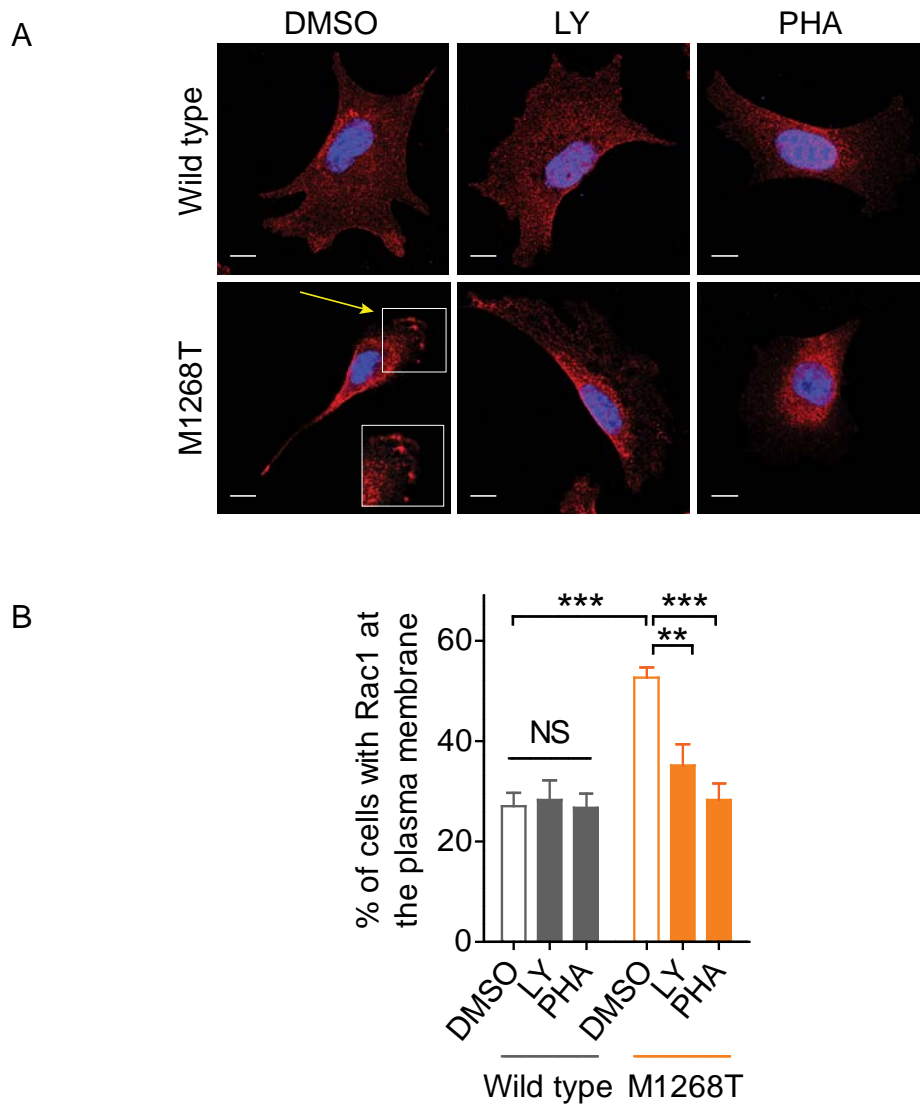 A
DMSO LY PHA
Wild type
M1268T
B
% of cells with Rac1 at
the plasma membrane
60
40
20
0
***
***
**
NS
DMSO LY PHA DMSO LY PHA
Wild type M1268T